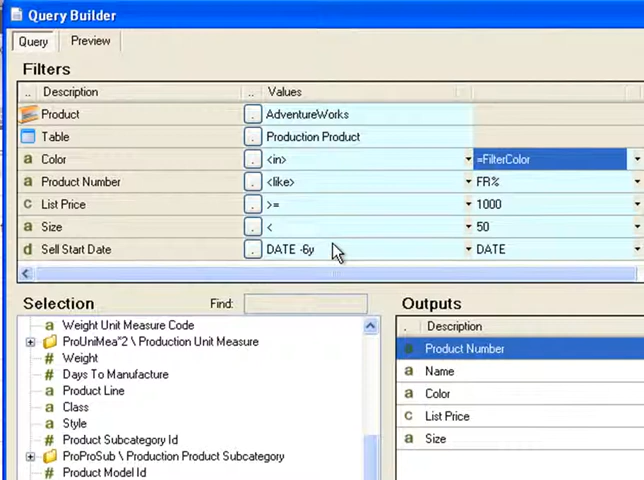 Query Builder
Query Preview
Filters
.. Description .. Values
Product . AdventureWorks
Table . Production Product
a Color . <in> =FilterColor
a Product Number . <like> FR%
c List Price . >= 1000
a Size . < 50
d Sell Start Date . DATE -6y DATE
Selection Find: Outputs
a Weight Unit Measure Code
ProUniMea"2 \ Production Unit Measure
# Weight
# Days To Manufacture
a Product Line
a Class
a Style
# Product Subcategory Id
ProProSub \ Production Product Subcategory
# Product Model Id
. Description
a Product Number
a Name
a Color
c List Price
a Size